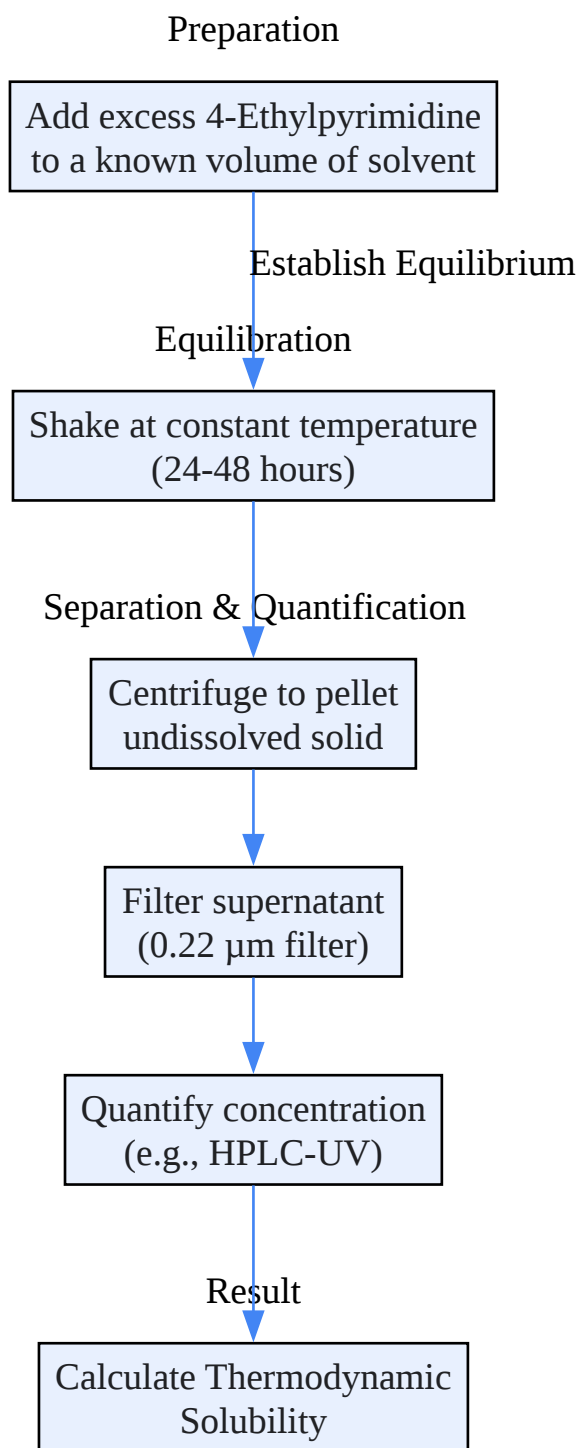 Preparation
Add excess 4-Ethylpyrimidine
to a known volume of solvent
Establish Equilibrium
Equilibration
Shake at constant temperature
(24-48 hours)
Separation & Quantification
Centrifuge to pellet
undissolved solid
Filter supernatant
(0.22 µm filter)
Quantify concentration
(e.g., HPLC-UV)
Result
Calculate Thermodynamic
Solubility